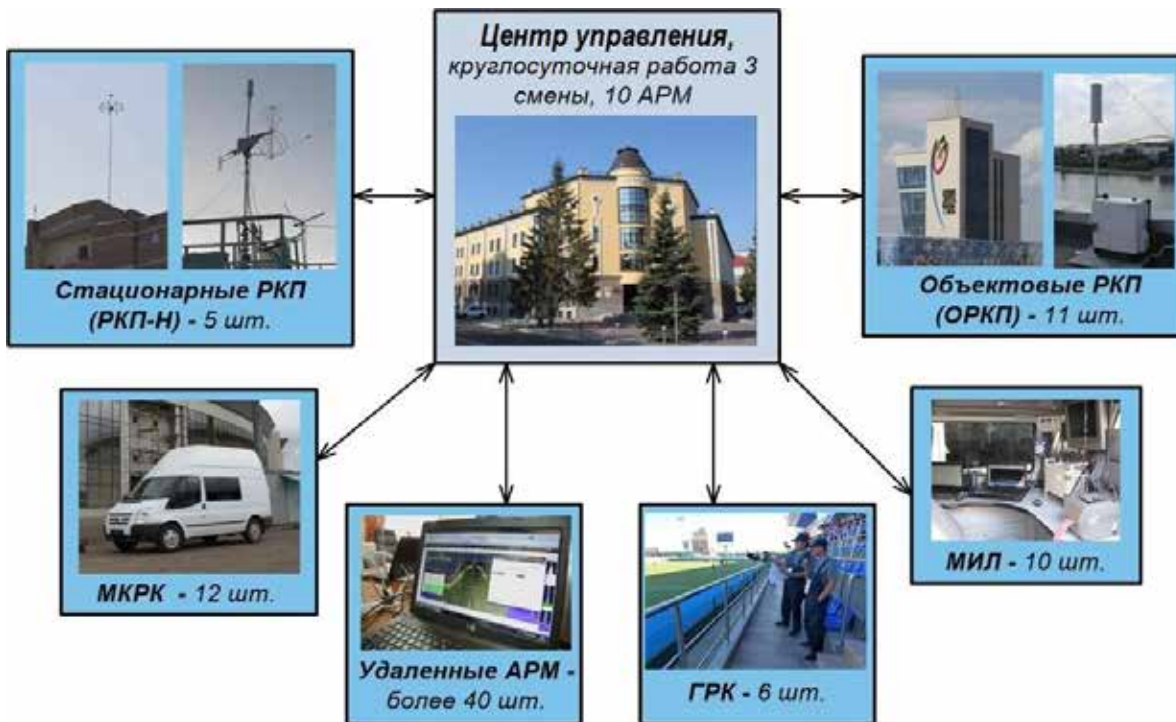 Центр управления,
круглосуточная работа 3
смены, 10 АРМ
Стационарные РКП
(РКП-Н) - 5 шт.
Объектовые РКП
(ОРКП) - 11 шт.
МКРК - 12 шт.
Удаленные АРМ -
более 40 шт.
ГРК - 6 шт.
МИЛ - 10 шт.